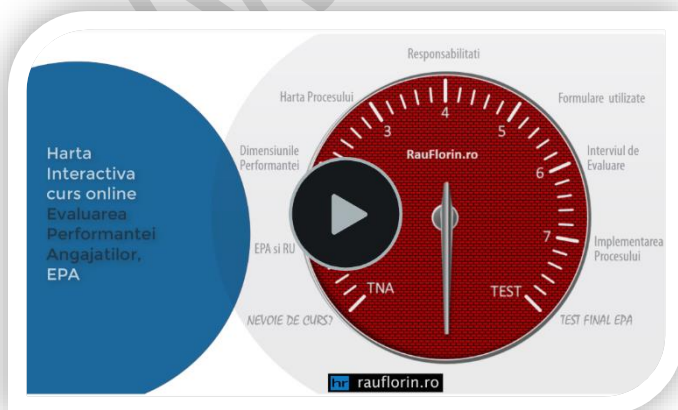 Responsabilitati
Harta Procesului
Formulare utilizate
3
4
5
Harta
Interactiva
curs online
Evaluarea
Performantei
Angajatilor,
EPA
Dimensiunile
Performantei
RauFlorin.ro
Interviul de
Evaluare
6
EPA si RU
7
Implementarea
Procesului
TNA
TEST
NEVOIE DE CURS?
TEST FINAL EPA
hr rauflorin.ro